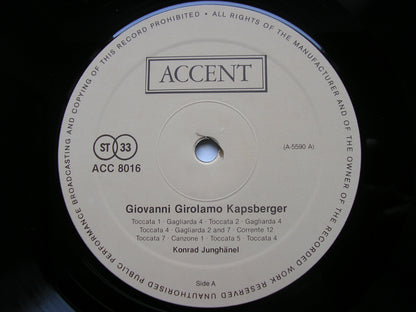 ALL RIGHTS OF THE MANUFACTURER AND OF THE OWNER OF THE RECORDED WORK RESERVED UNAUTHORISED PUBLIC PERFORMANCE BROADCASTING AND COPYING OF THIS RECORD PROHIBITED •
ACCENT
ST 33
ACC 8016
(A-5590 A)
Giovanni Girolamo Kapsberger
Toccata 1 · Gagliarda 4 · Toccata 2 · Gagliarda 4
Toccata 4 · Gagliarda 2 and 7 · Corrente 12
Toccata 7 · Canzone 1 · Toccata 5 · Toccata 4
Konrad Junghänel
Side A